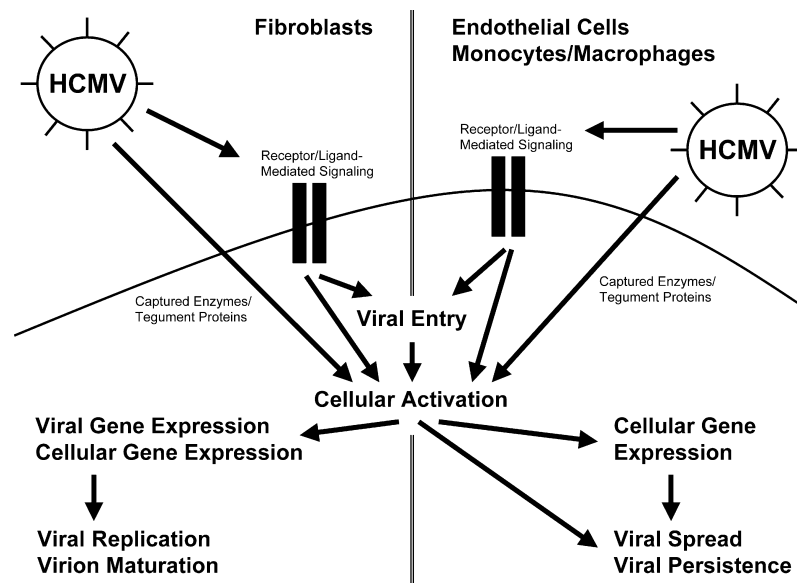 Fibroblasts
Endothelial Cells
Monocytes/Macrophages
HCMV
HCMV
Receptor/Ligand-
Mediated Signaling
Receptor/Ligand-
Mediated Signaling
Captured Enzymes/
Tegument Proteins
Captured Enzymes/
Tegument Proteins
Viral Entry
Cellular Activation
Viral Gene Expression
Cellular Gene Expression
Cellular Gene
Expression
Viral Replication
Virion Maturation
Viral Spread
Viral Persistence